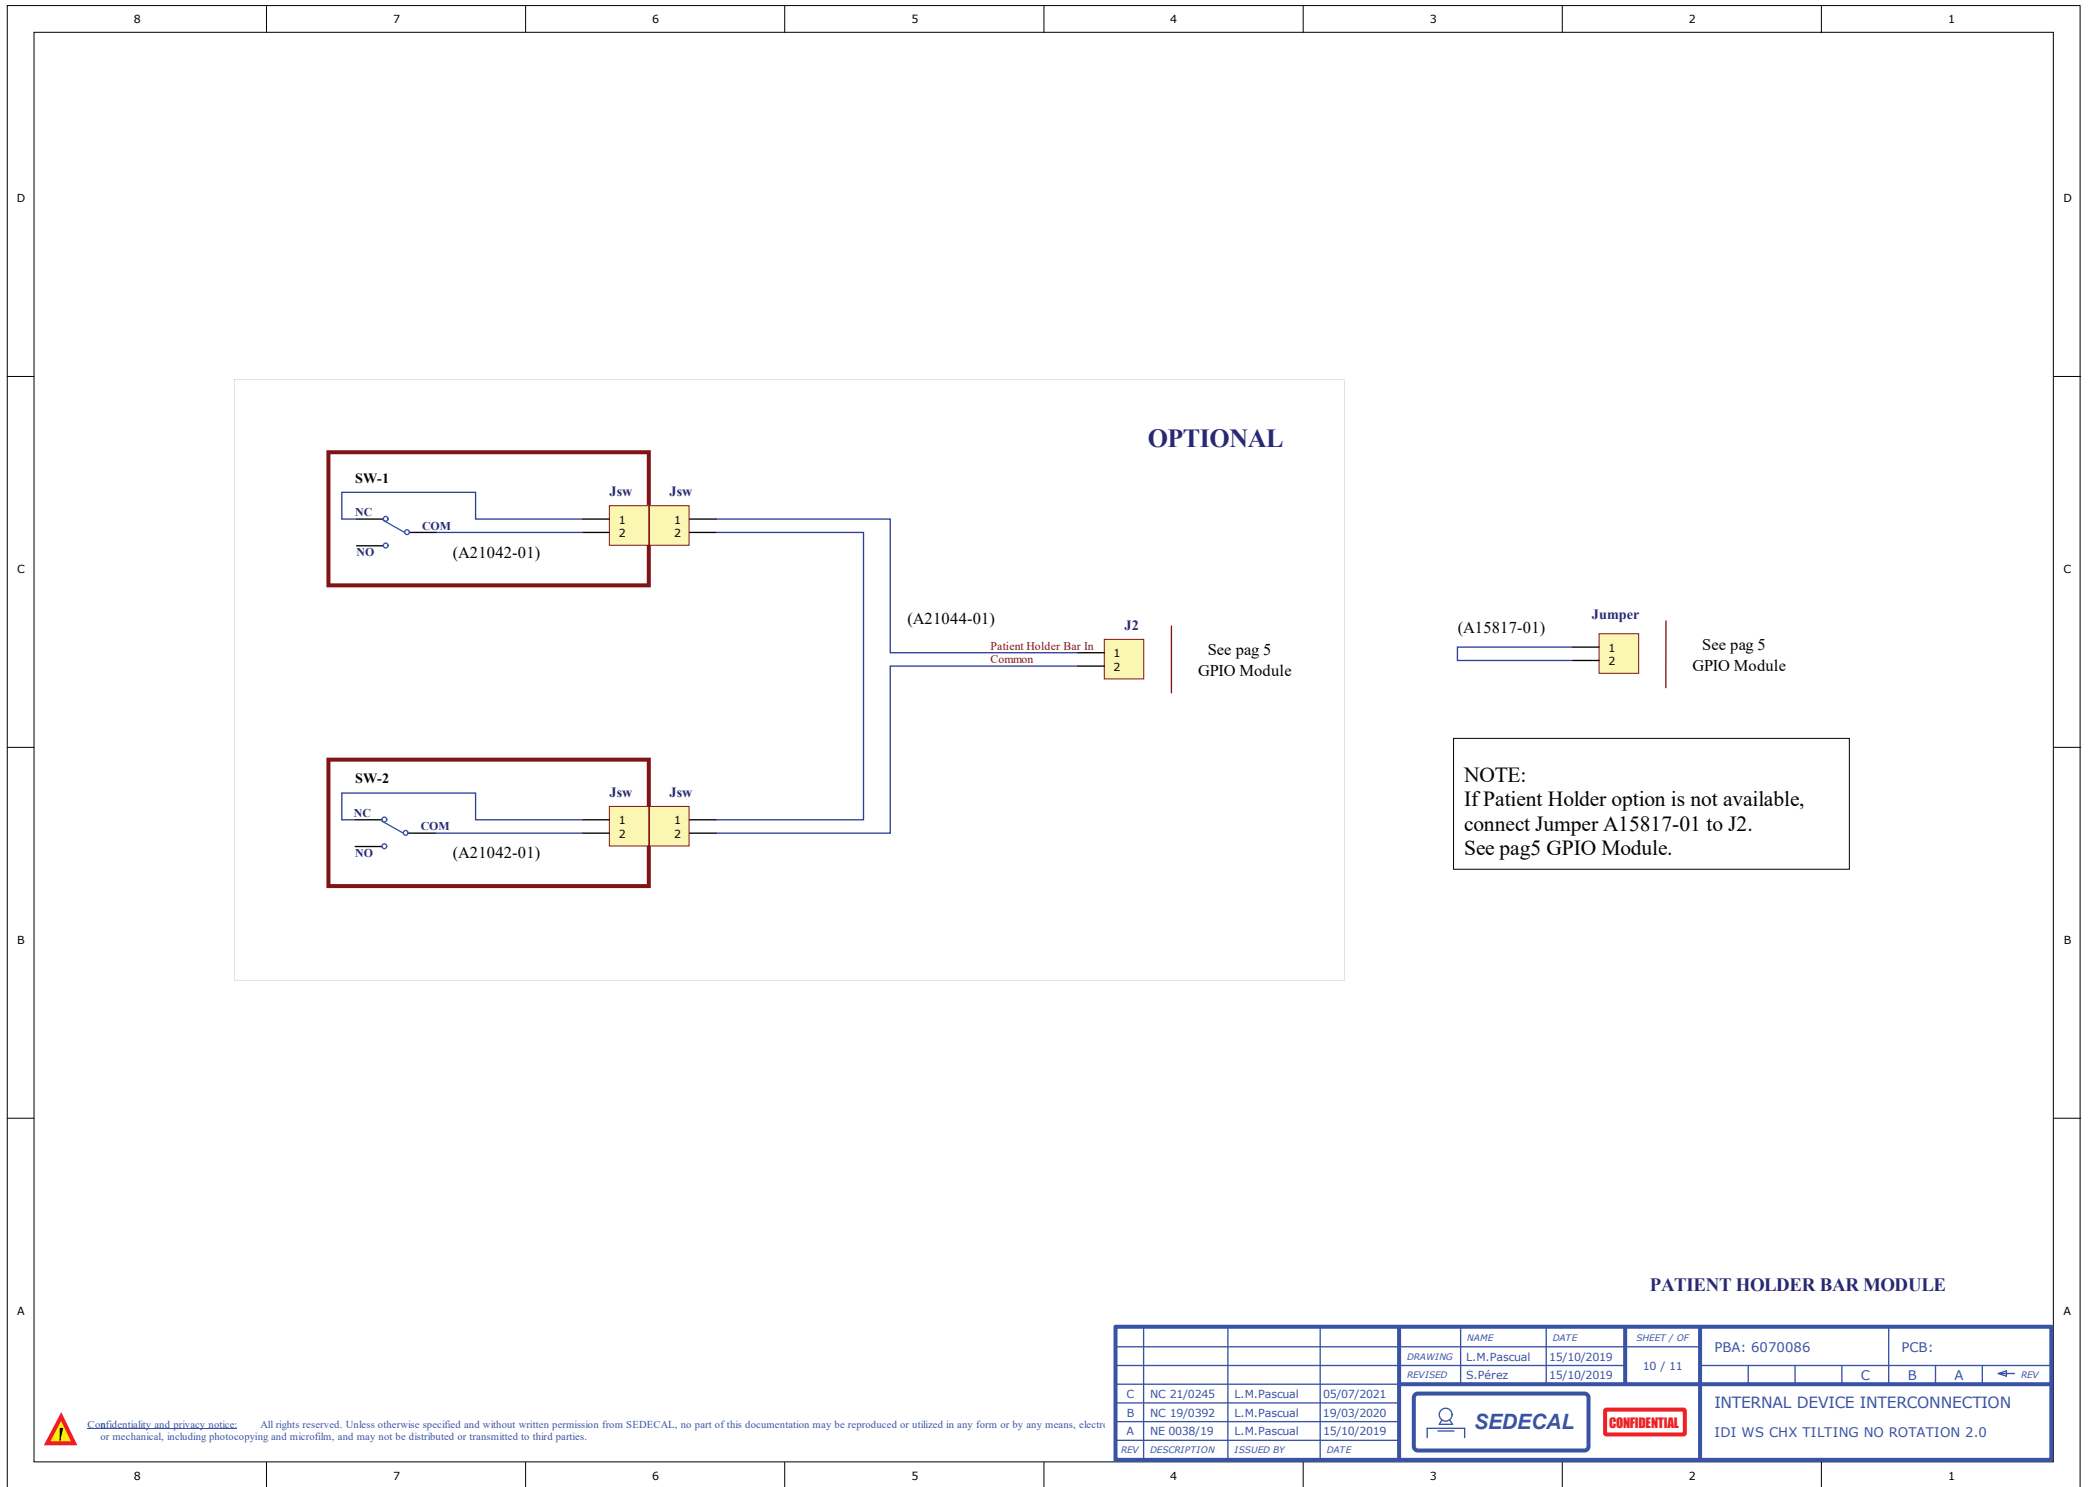 8 7 6 5 4 3 2 1
D D
OPTIONAL
SW-1
Jsw Jsw
NC
COM
NO
(A21042-01)
1 1
2 2
C C
(A21044-01)
J2
Patient Holder Bar In
Common
1
2
See pag 5
GPIO Module
(A15817-01)
Jumper
1
2
See pag 5
GPIO Module
SW-2
Jsw Jsw
NC
COM
NO
(A21042-01)
1 1
2 2
NOTE:
If Patient Holder option is not available,
connect Jumper A15817-01 to J2.
See pag5 GPIO Module.
B B
PATIENT HOLDER BAR MODULE
A A
NAME DATE SHEET / OF
DRAWING L.M.Pascual 15/10/2019
REVISED S.Pérez 15/10/2019
10 / 11
PBA: 6070086 PCB:
C B A REV
C NC 21/0245 L.M.Pascual 05/07/2021
B NC 19/0392 L.M.Pascual 19/03/2020
A NE 0038/19 L.M.Pascual 15/10/2019
REV DESCRIPTION ISSUED BY DATE
SEDECAL
CONFIDENTIAL
INTERNAL DEVICE INTERCONNECTION
IDI WS CHX TILTING NO ROTATION 2.0
Confidentiality and privacy notice: All rights reserved. Unless otherwise specified and without written permission from SEDECAL, no part of this documentation may be reproduced or utilized in any form or by any means, electro
or mechanical, including photocopying and microfilm, and may not be distributed or transmitted to third parties.
8 7 6 5 4 3 2 1